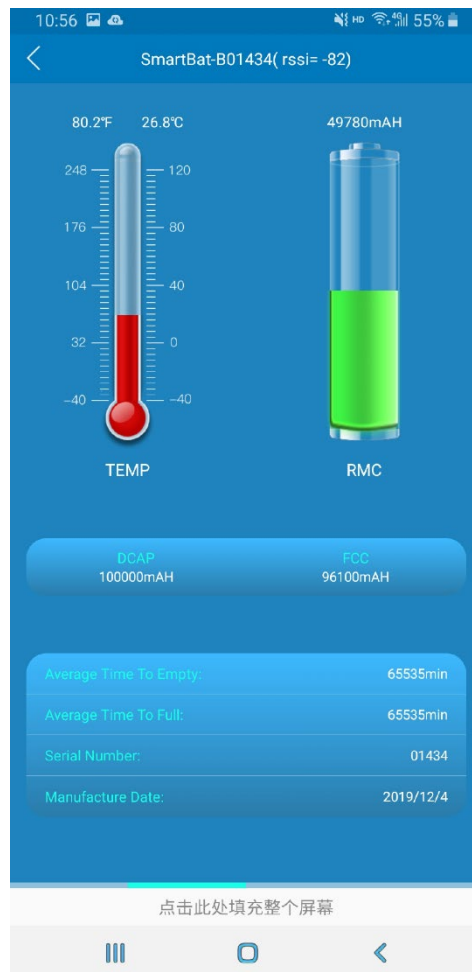 10:56 HD 4G 55%
SmartBat-B01434( rssi= -82)
80.2°F 26.8°C 49780mAH
248 120
176 80
104 40
32 0
-40 -40
TEMP RMC
DCAP FCC
100000mAH 96100mAH
Average Time To Empty: 65535min
Average Time To Full: 65535min
Serial Number: 01434
Manufacture Date: 2019/12/4
点击此处填充整个屏幕